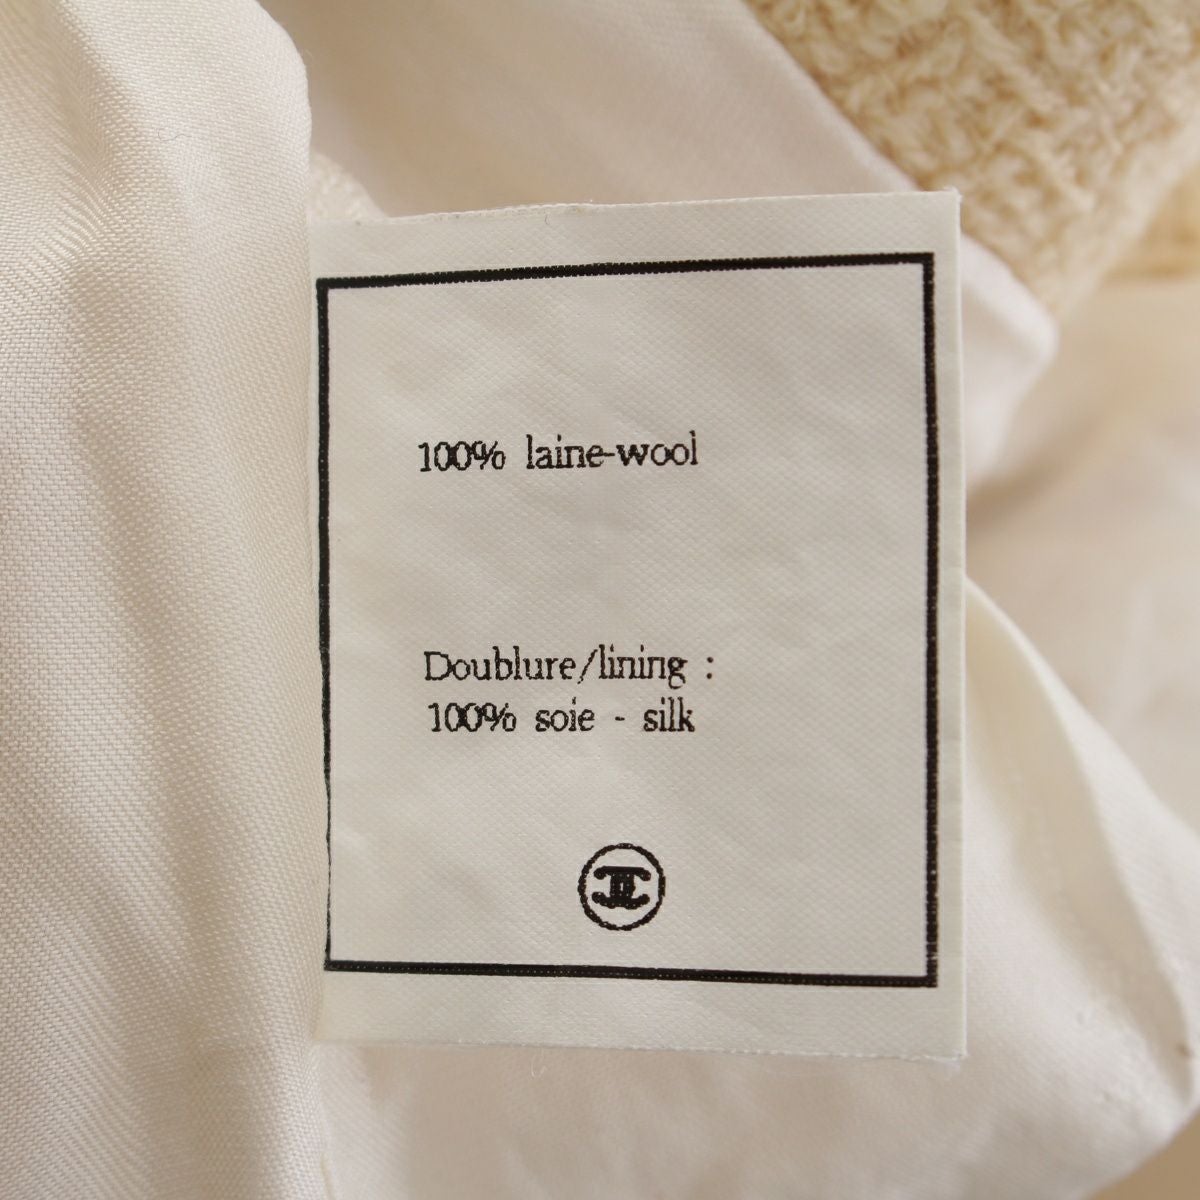 100% laine-wool
Doublure/lining :
100% soie - silk